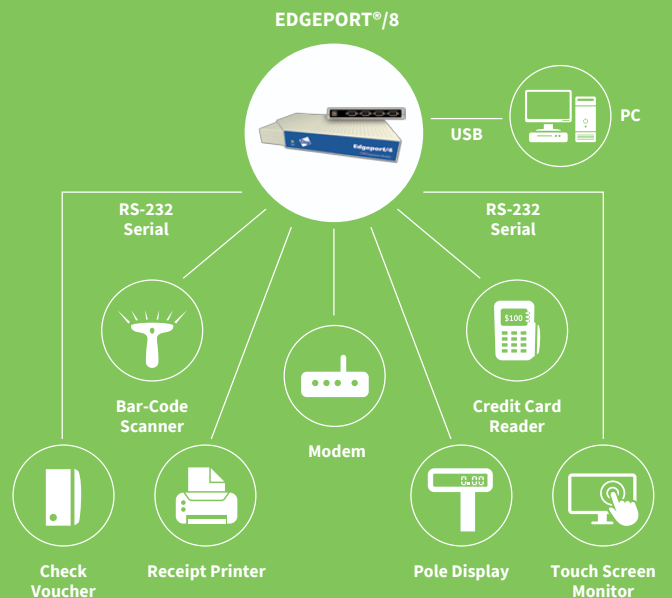 EDGEPORT®/8
Edgeport/4
USB
PC
RS-232
Serial
RS-232
Serial
$100
Bar-Code
Scanner
Credit Card
Reader
Modem
0.00
Check
Voucher
Receipt Printer
Pole Display
Touch Screen
Monitor